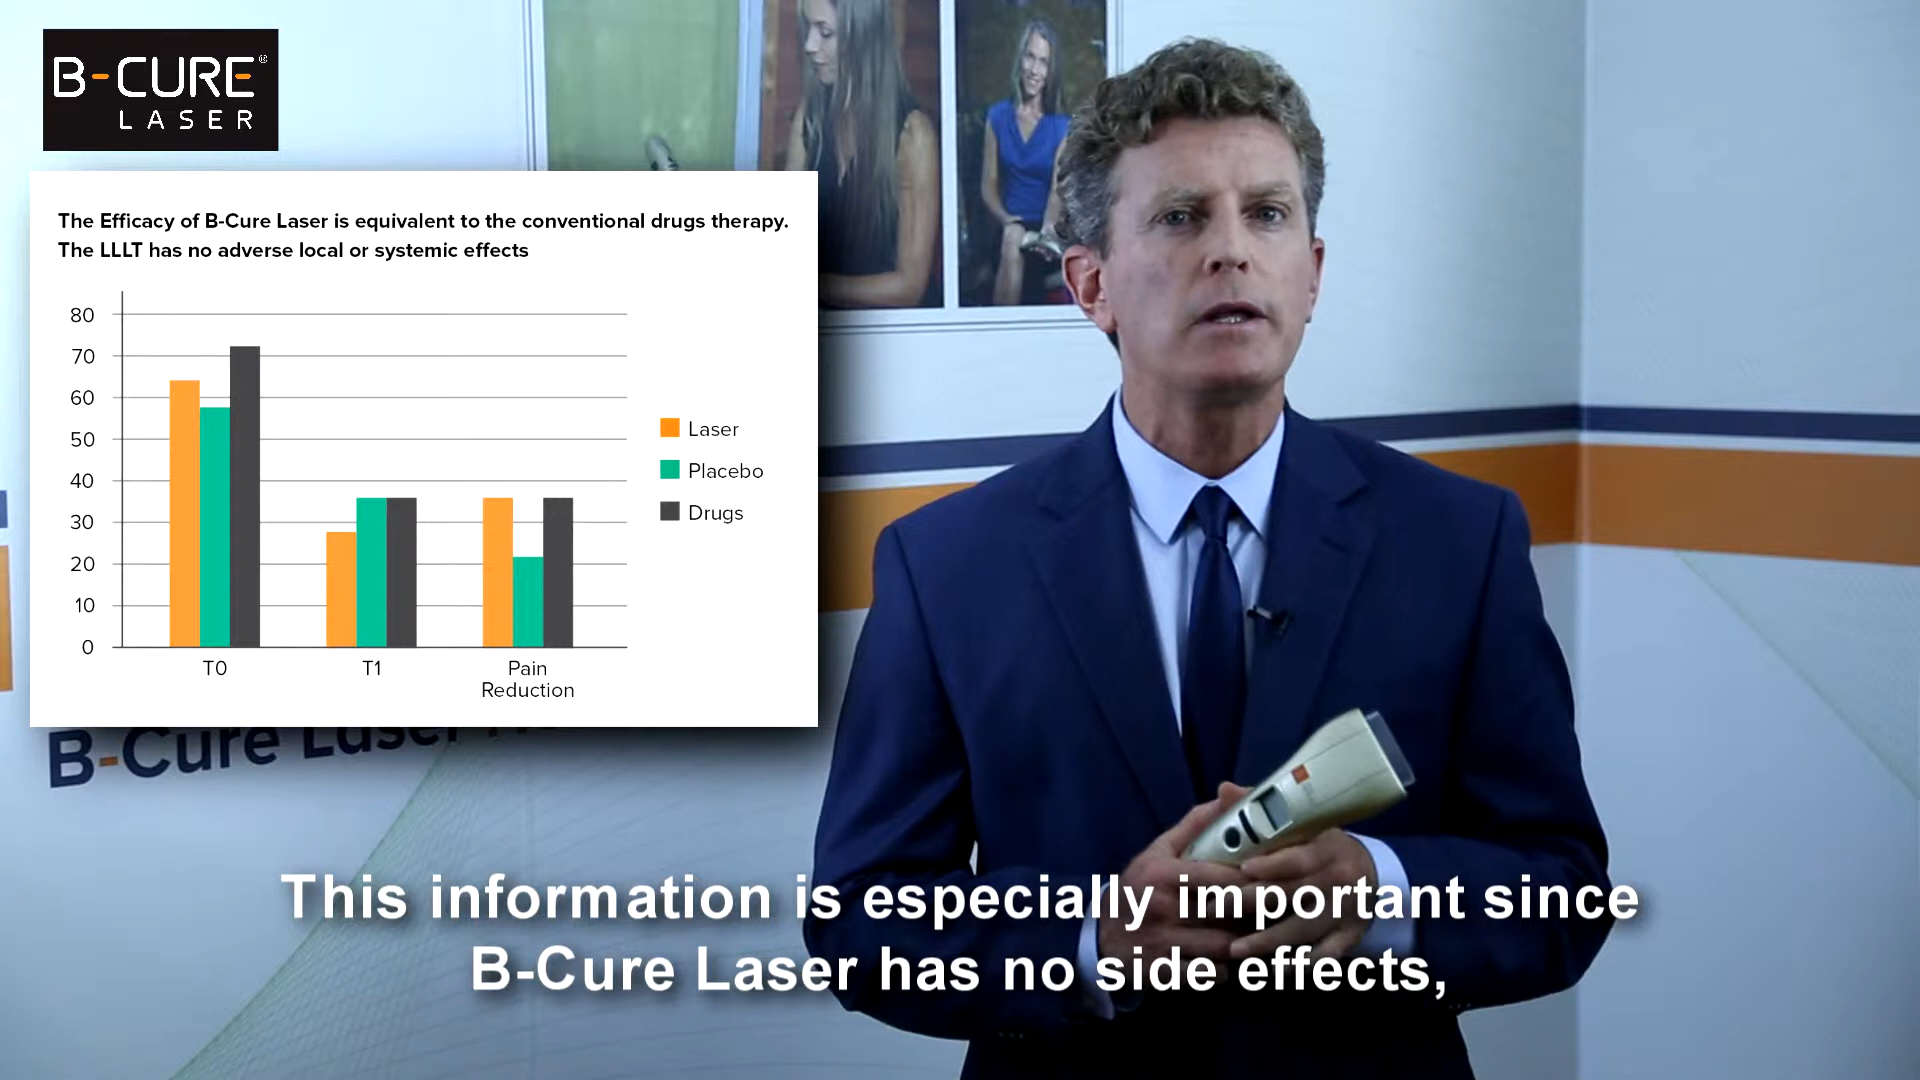 B-CURE®
LASER
The Efficacy of B-Cure Laser is equivalent to the conventional drugs therapy.
The LLLT has no adverse local or systemic effects
80
70
60
50
40
30
20
10
0
T0
T1
Pain
Reduction
Laser
Placebo
Drugs
B-Cure Laser
This information is especially important since
B-Cure Laser has no side effects,